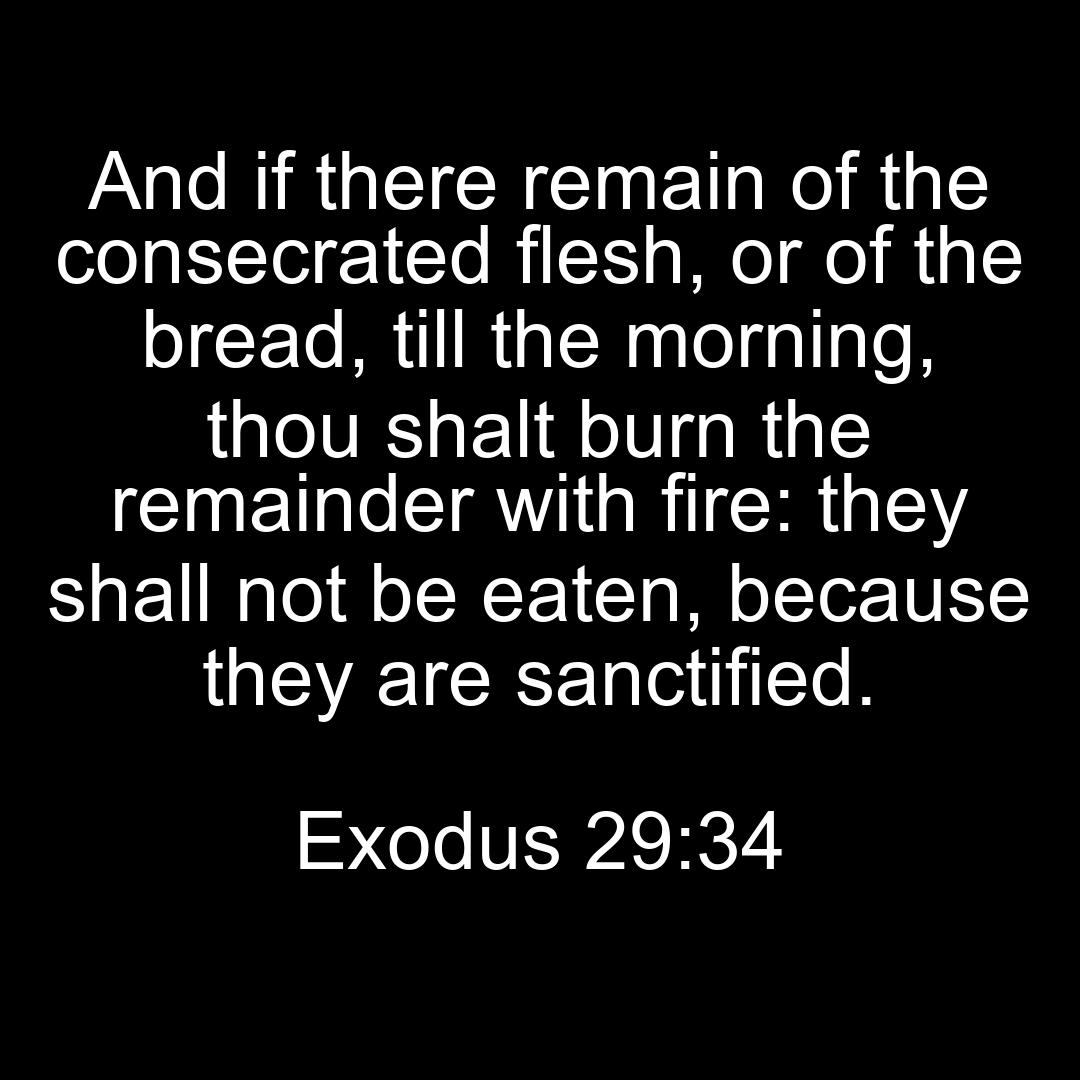 And if there remain of the
consecrated flesh, or of the
bread, till the morning,
thou shalt burn the
remainder with fire: they
shall not be eaten, because
they are sanctified.
Exodus 29:34